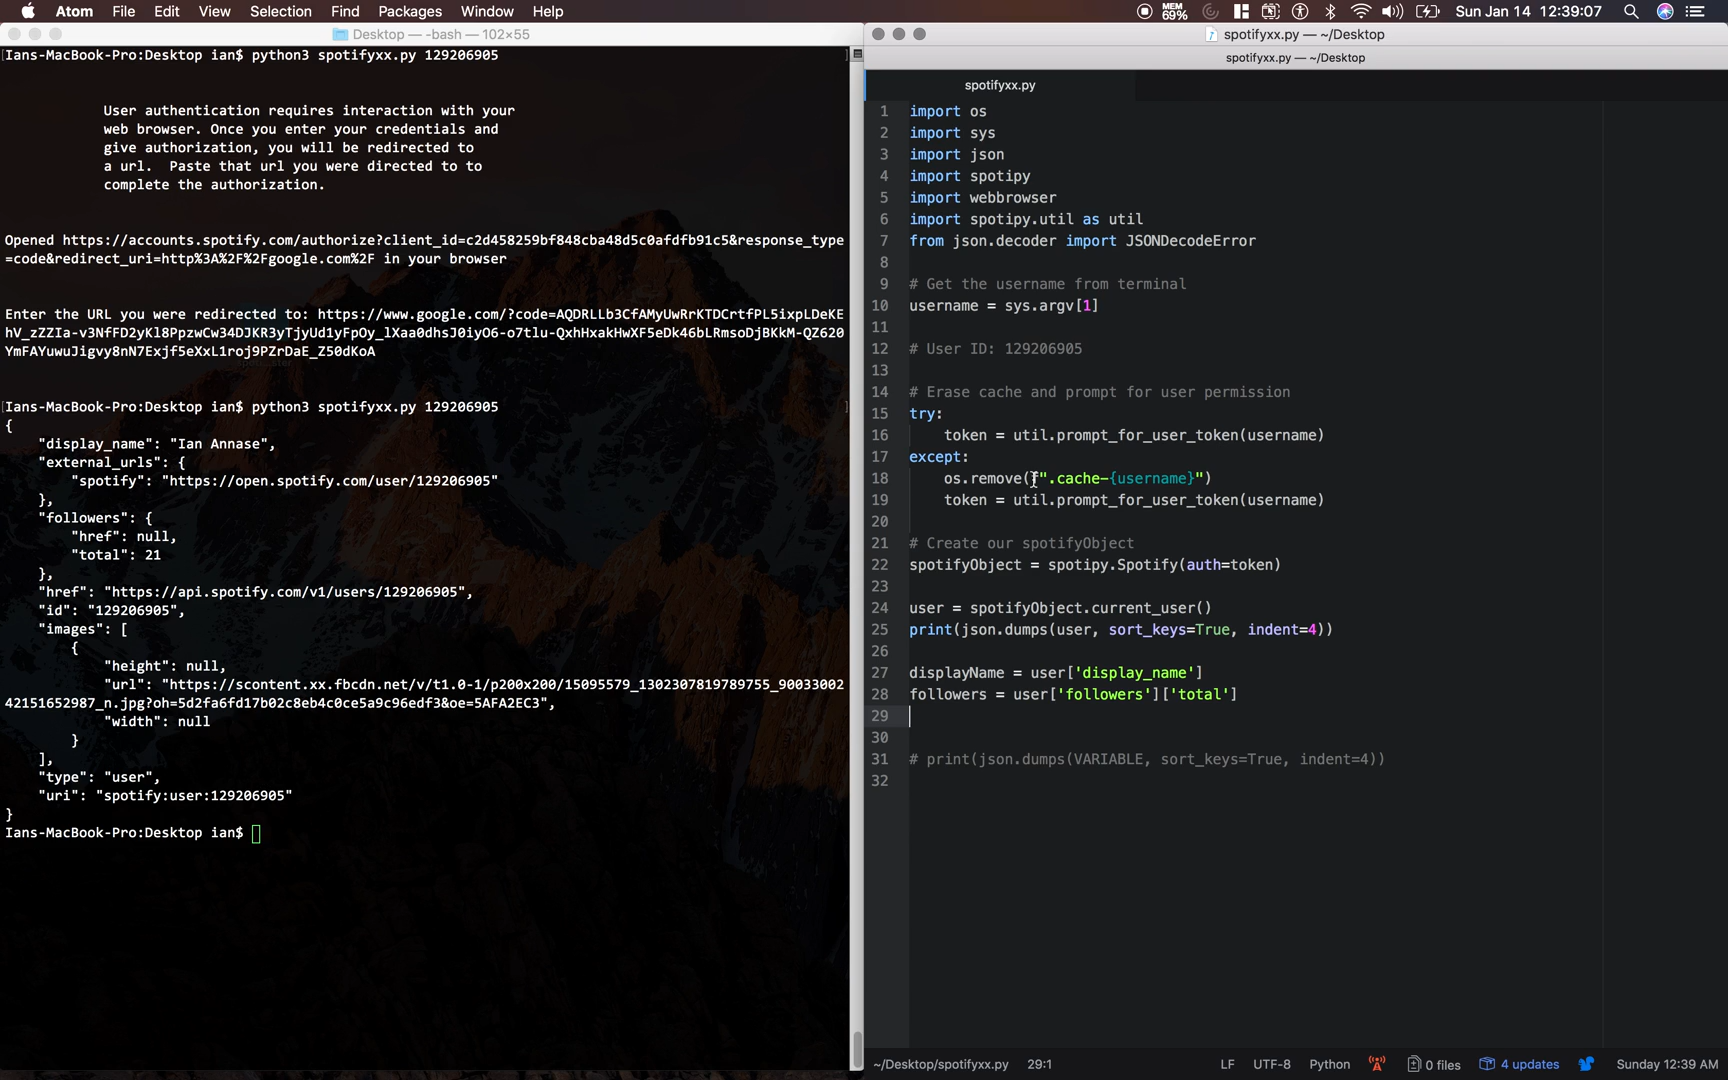 Atom File Edit View Selection Find Packages Window Help
MEM 69% Sun Jan 14 12:39:07
Desktop — -bash — 102×55
Ians-MacBook-Pro:Desktop ian$ python3 spotifyxx.py 129206905
User authentication requires interaction with your
web browser. Once you enter your credentials and
give authorization, you will be redirected to
a url.  Paste that url you were directed to to
complete the authorization.
Opened https://accounts.spotify.com/authorize?client_id=c2d458259bf848cba48d5c0afdfb91c5&response_type
=code&redirect_uri=http%3A%2F%2Fgoogle.com%2F in your browser
Enter the URL you were redirected to: https://www.google.com/?code=AQDRLLb3CfAMyUwRrKTDCrtfPL5ixpLDeKE
hV_zZZIa-v3NfFD2yKl8PpzwCw34DJKR3yTjyUd1yFpOy_lXaa0dhsJ0iyO6-o7tlu-QxhHxakHwXF5eDk46bLRmsoDjBKkM-QZ620
YmFAYuwuJigvy8nN7Exjf5eXxL1roj9PZrDaE_Z50dKoA
Ians-MacBook-Pro:Desktop ian$ python3 spotifyxx.py 129206905
{
"display_name": "Ian Annase",
"external_urls": {
"spotify": "https://open.spotify.com/user/129206905"
},
"followers": {
"href": null,
"total": 21
},
"href": "https://api.spotify.com/v1/users/129206905",
"id": "129206905",
"images": [
{
"height": null,
"url": "https://scontent.xx.fbcdn.net/v/t1.0-1/p200x200/15095579_1302307819789755_90033002
42151652987_n.jpg?oh=5d2fa6fd17b02c8eb4c0ce5a9c96edf3&oe=5AFA2EC3",
"width": null
}
],
"type": "user",
"uri": "spotify:user:129206905"
}
Ians-MacBook-Pro:Desktop ian$
spotifyxx.py — ~/Desktop
spotifyxx.py — ~/Desktop
spotifyxx.py
1 import os
2 import sys
3 import json
4 import spotipy
5 import webbrowser
6 import spotipy.util as util
7 from json.decoder import JSONDecodeError
8
9 # Get the username from terminal
10 username = sys.argv[1]
11
12 # User ID: 129206905
13
14 # Erase cache and prompt for user permission
15 try:
16 token = util.prompt_for_user_token(username)
17 except:
18 os.remove(f".cache-{username}")
19 token = util.prompt_for_user_token(username)
20
21 # Create our spotifyObject
22 spotifyObject = spotipy.Spotify(auth=token)
23
24 user = spotifyObject.current_user()
25 print(json.dumps(user, sort_keys=True, indent=4))
26
27 displayName = user['display_name']
28 followers = user['followers']['total']
29
30
31 # print(json.dumps(VARIABLE, sort_keys=True, indent=4))
32
~/Desktop/spotifyxx.py 29:1 LF UTF-8 Python 0 files 4 updates Sunday 12:39 AM